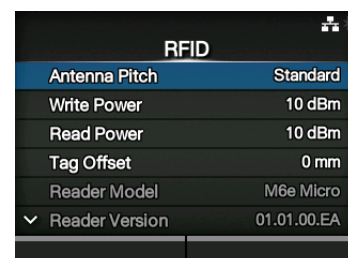 RFID
Antenna Pitch Standard
Write Power 10 dBm
Read Power 10 dBm
Tag Offset 0 mm
Reader Model M6e Micro
Reader Version 01.01.00.EA